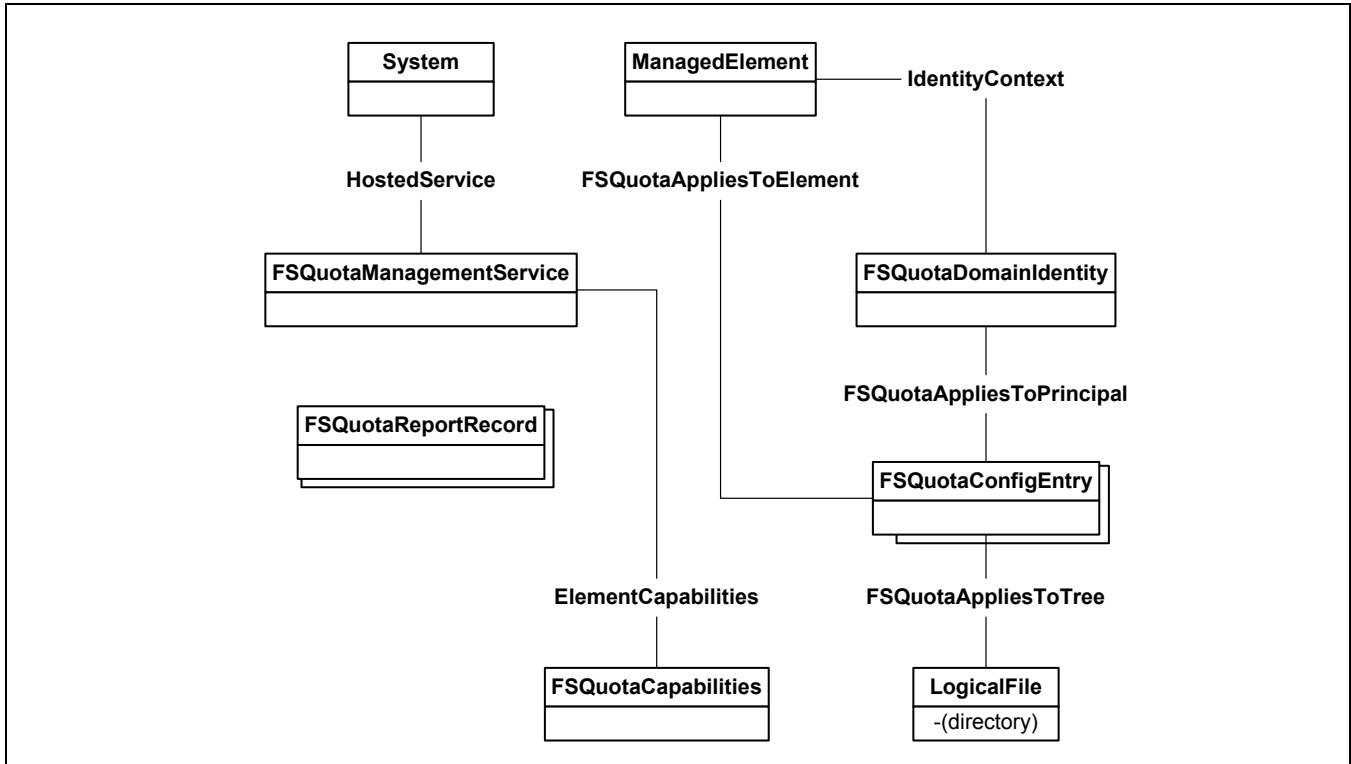 System
ManagedElement
IdentityContext
HostedService
FSQuotaAppliesToElement
FSQuotaManagementService
FSQuotaDomainIdentity
FSQuotaAppliesToPrincipal
FSQuotaReportRecord
FSQuotaConfigEntry
ElementCapabilities
FSQuotaAppliesToTree
FSQuotaCapabilities
LogicalFile
-(directory)